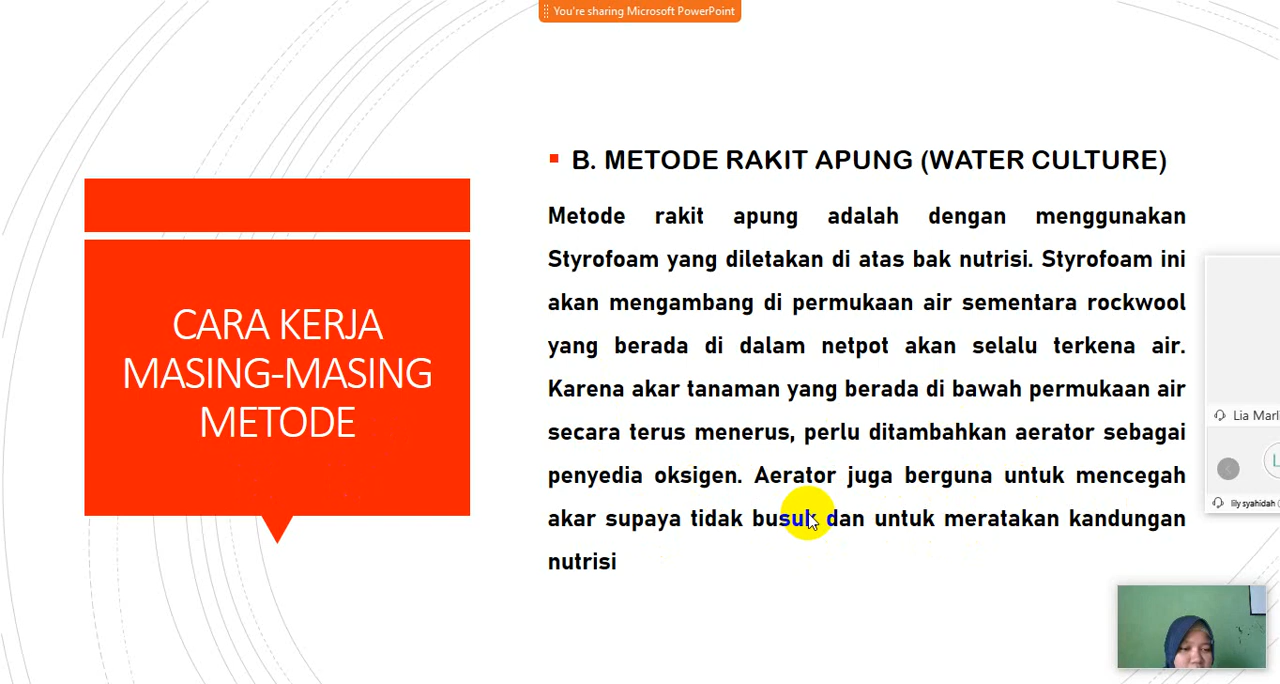 You're sharing Microsoft PowerPoint
CARA KERJA
MASING-MASING
METODE
B. METODE RAKIT APUNG (WATER CULTURE)
Metode rakit apung adalah dengan menggunakan
Styrofoam yang diletakan di atas bak nutrisi. Styrofoam ini
akan mengambang di permukaan air sementara rockwool
yang berada di dalam netpot akan selalu terkena air.
Karena akar tanaman yang berada di bawah permukaan air
secara terus menerus, perlu ditambahkan aerator sebagai
penyedia oksigen. Aerator juga berguna untuk mencegah
akar supaya tidak busuk dan untuk meratakan kandungan
nutrisi
Lia Marli
L
lily syahidah